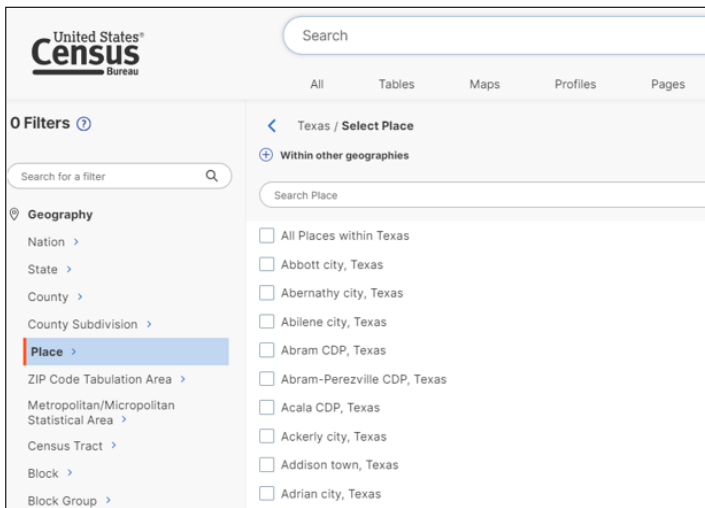 United States®
Census
Bureau
Search
All Tables Maps Profiles Pages
0 Filters ?
Search for a filter
Geography
Nation >
State >
County >
County Subdivision >
Place >
ZIP Code Tabulation Area >
Metropolitan/Micropolitan
Statistical Area >
Census Tract >
Block >
Block Group >
< Texas / Select Place
+ Within other geographies
Search Place
All Places within Texas
Abbott city, Texas
Abernathy city, Texas
Abilene city, Texas
Abram CDP, Texas
Abram-Perezville CDP, Texas
Acala CDP, Texas
Ackerly city, Texas
Addison town, Texas
Adrian city, Texas